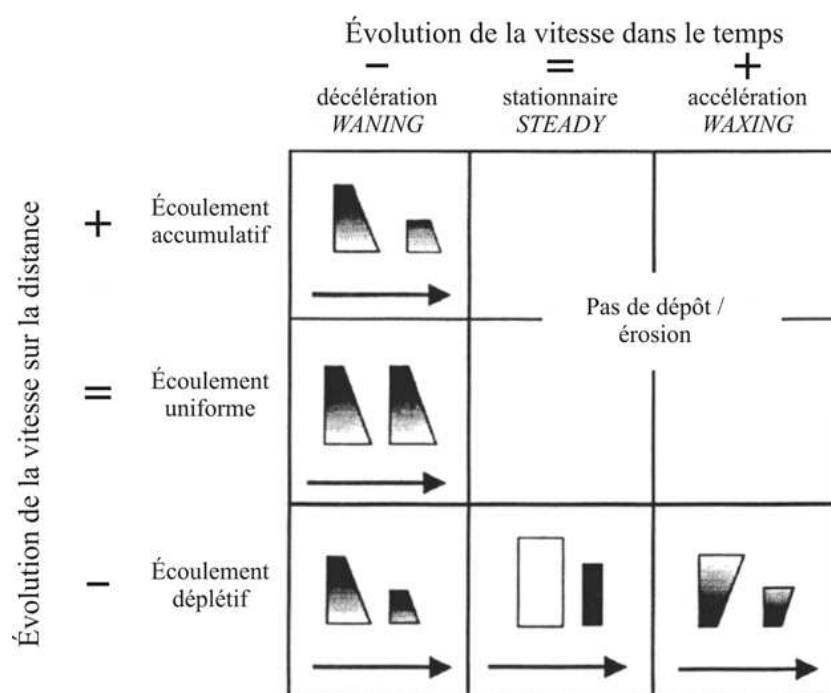 Évolution de la vitesse dans le temps
− = +
décélération stationnaire accélération
WANING STEADY WAXING
Évolution de la vitesse sur la distance
+
Écoulement
accumulatif
Pas de dépôt /
érosion
=
Écoulement
uniforme
−
Écoulement
déplétif